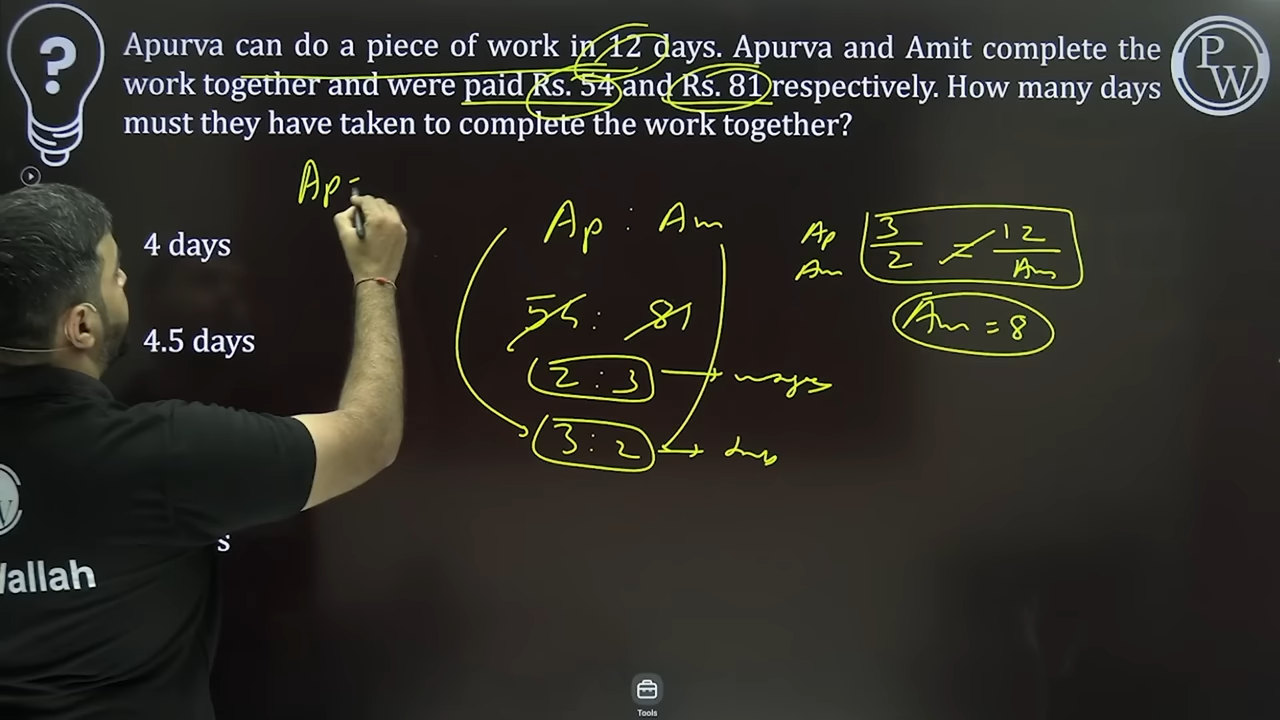 Apurva can do a piece of work in 12 days. Apurva and Amit complete the
work together and were paid Rs. 54 and Rs. 81 respectively. How many days
must they have taken to complete the work together?
PW
Ap =
4 days
4.5 days
s
Ap : Am
54 : 81
2 : 3 → wages
3 : 2 → days
Ap 3/2 = 12/Am
Am
Am = 8
W
Wallah
Tools